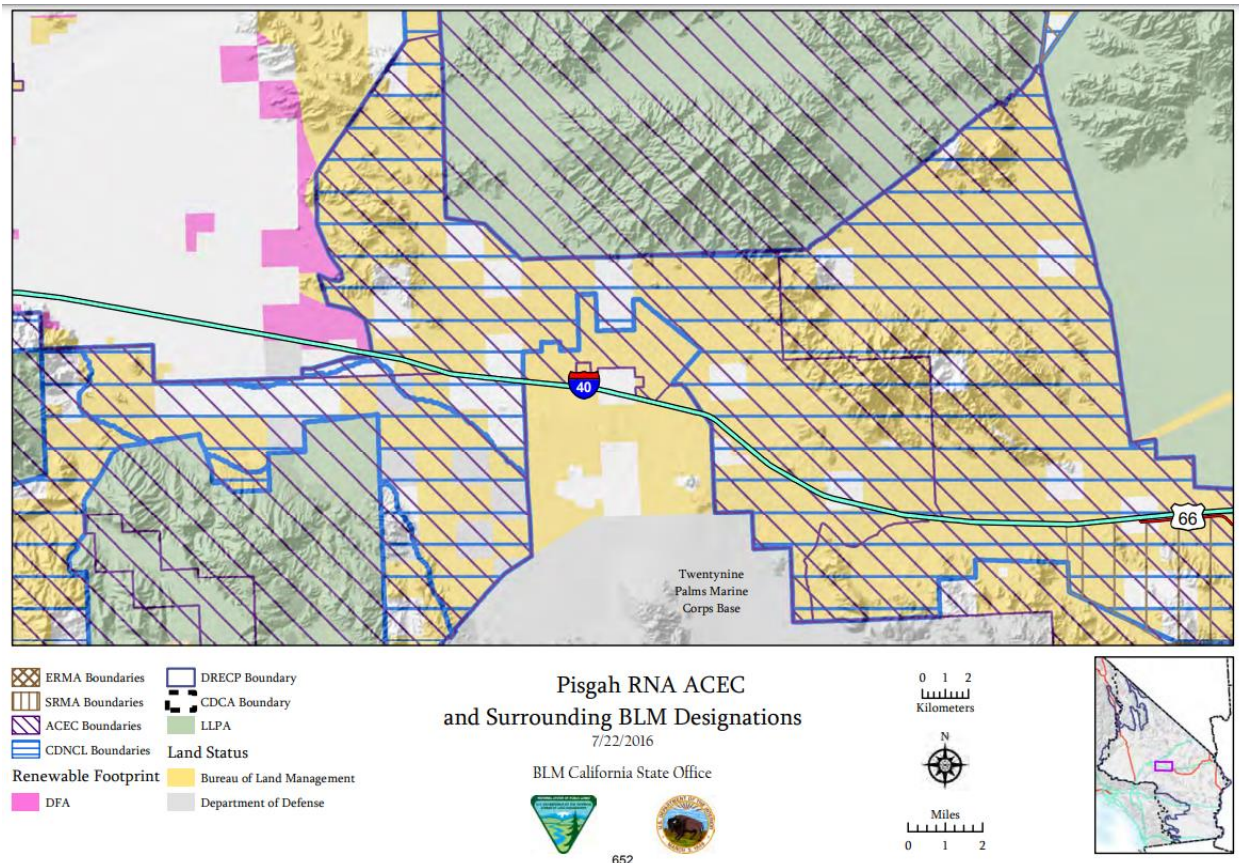 40
66
Twentynine
Palms Marine
Corps Base
ERMA Boundaries
SRMA Boundaries
ACEC Boundaries
CDNCL Boundaries
Renewable Footprint
DFA
DRECP Boundary
CDCA Boundary
LLPA
Land Status
Bureau of Land Management
Department of Defense
Pisgah RNA ACEC
and Surrounding BLM Designations
7/22/2016
BLM California State Office
652
0 1 2
Kilometers
N
Miles
0 1 2